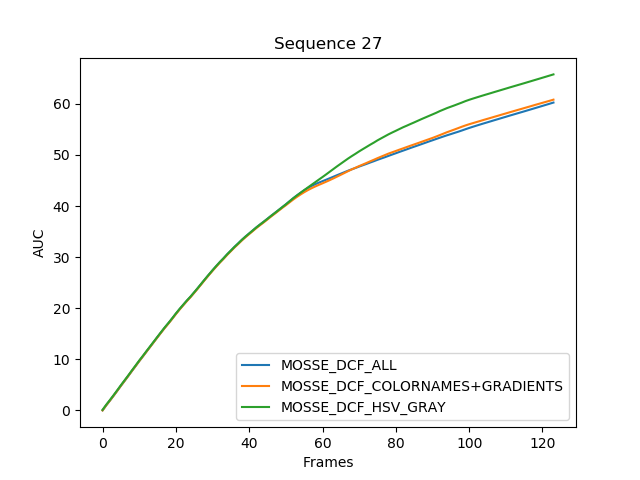 Sequence 27
AUC
60
50
40
30
20
10
0
MOSSE_DCF_ALL
MOSSE_DCF_COLORNAMES+GRADIENTS
MOSSE_DCF_HSV_GRAY
0 20 40 60 80 100 120
Frames